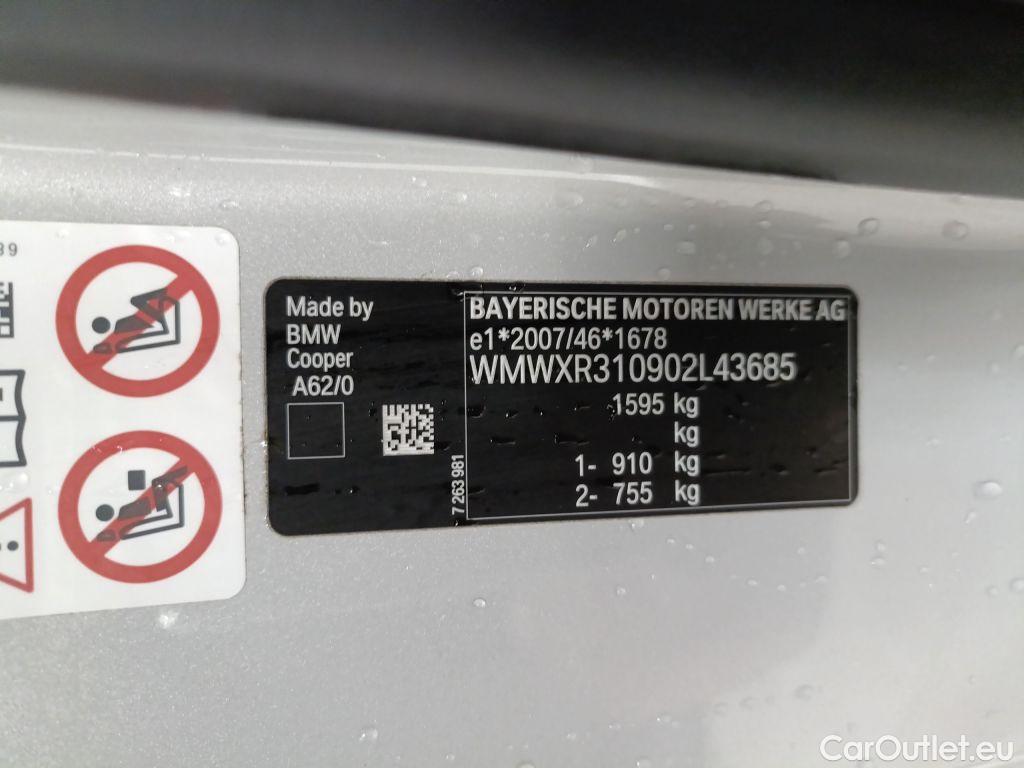 39
Made by
BMW
Cooper
A62/0
7 263 981
BAYERISCHE MOTOREN WERKE AG
e1*2007/46*1678
WMWXR310902L43685
1595 kg
kg
1- 910 kg
2- 755 kg
CarOutlet.eu